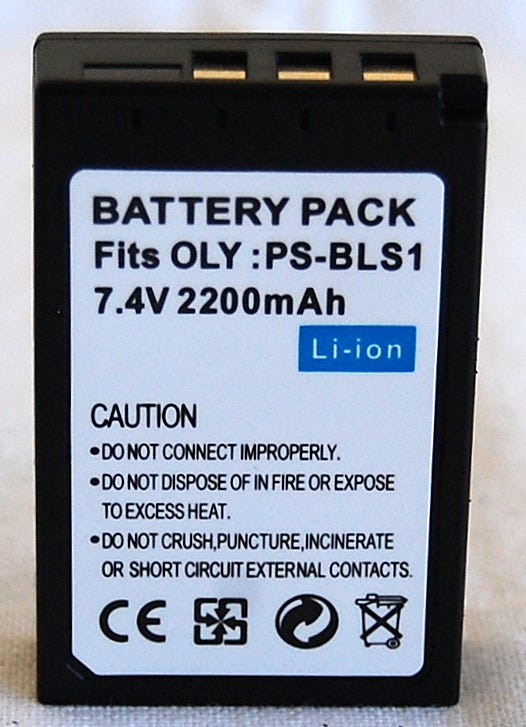 BATTERY PACK
Fits OLY :PS-BLS1
7.4V 2200mAh
Li-ion
CAUTION
•DO NOT CONNECT IMPROPERLY.
•DO NOT DISPOSE OF IN FIRE OR EXPOSE
TO EXCESS HEAT.
•DO NOT CRUSH,PUNCTURE,INCINERATE
OR SHORT CIRCUIT EXTERNAL CONTACTS.
CE